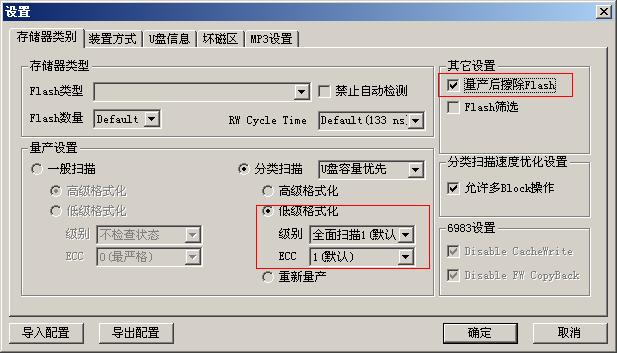 设置
存储器类别 装置方式 U盘信息 坏磁区 MP3设置
存储器类型
Flash类型 禁止自动检测
Flash数量 Default RW Cycle Time Default(133 ns
量产设置
一般扫描 分类扫描 U盘容量优先
高级格式化 高级格式化
低级格式化 低级格式化
级别 不检查状态 级别 全面扫描1(默认
ECC 0(最严格) ECC 1(默认)
重新量产
其它设置
量产后擦除Flash
Flash筛选
分类扫描速度优化设置
允许多Block操作
6983设置
Disable CacheWrite
Disable FW CopyBack
导入配置 导出配置 确定 取消